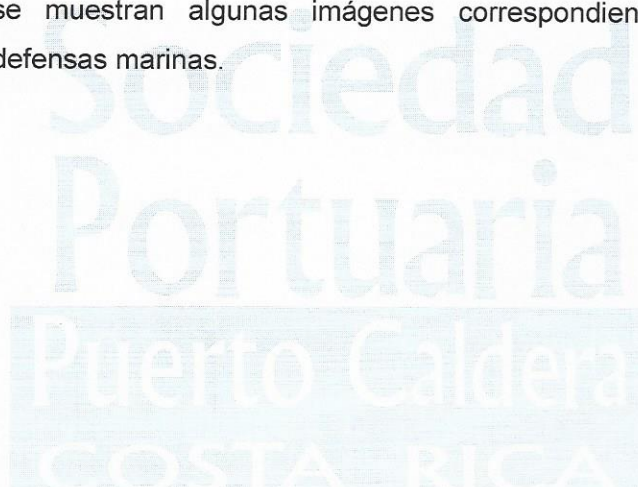 se muestran algunas imágenes correspondien
defensas marinas.
Sociedad
Portuaria
Puerto Caldera
COSTA RICA